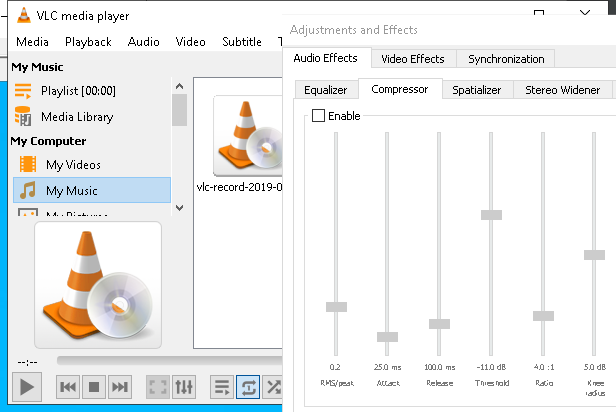 VLC media player
Media Playback Audio Video Subtitle
My Music
Playlist [00:00]
Media Library
My Computer
My Videos
My Music
My Pictures
vlc-record-2019-0
--:--
Adjustments and Effects
Audio Effects Video Effects Synchronization
Equalizer Compressor Spatializer Stereo Widener
Enable
0.2 25.0 ms 100.0 ms -11.0 dB 4.0 :1 5.0 dB
RMS/peak Attack Release Threshold Ratio Knee
radius